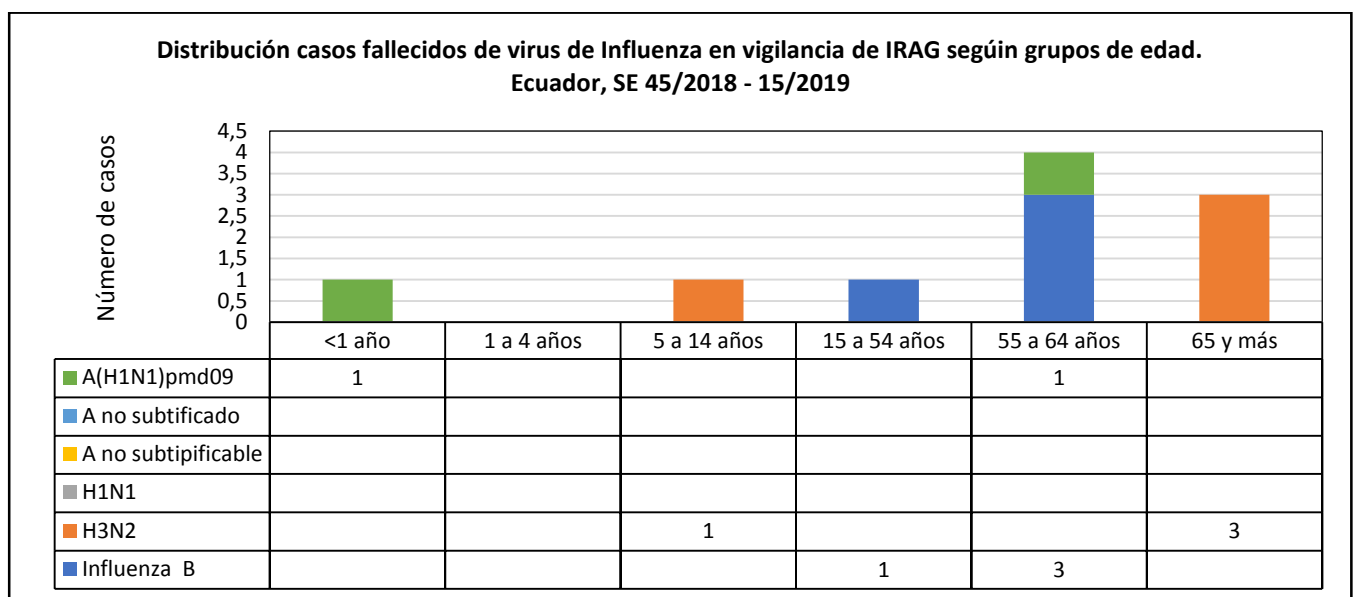 Distribución casos fallecidos de virus de Influenza en vigilancia de IRAG segúin grupos de edad.
Ecuador, SE 45/2018 - 15/2019
Número de casos
4,5
4
3,5
3
2,5
2
1,5
1
0,5
0
<1 año 1 a 4 años 5 a 14 años 15 a 54 años 55 a 64 años 65 y más
A(H1N1)pmd09 1 1
A no subtificado
A no subtipificable
H1N1
H3N2 1 3
Influenza B 1 3